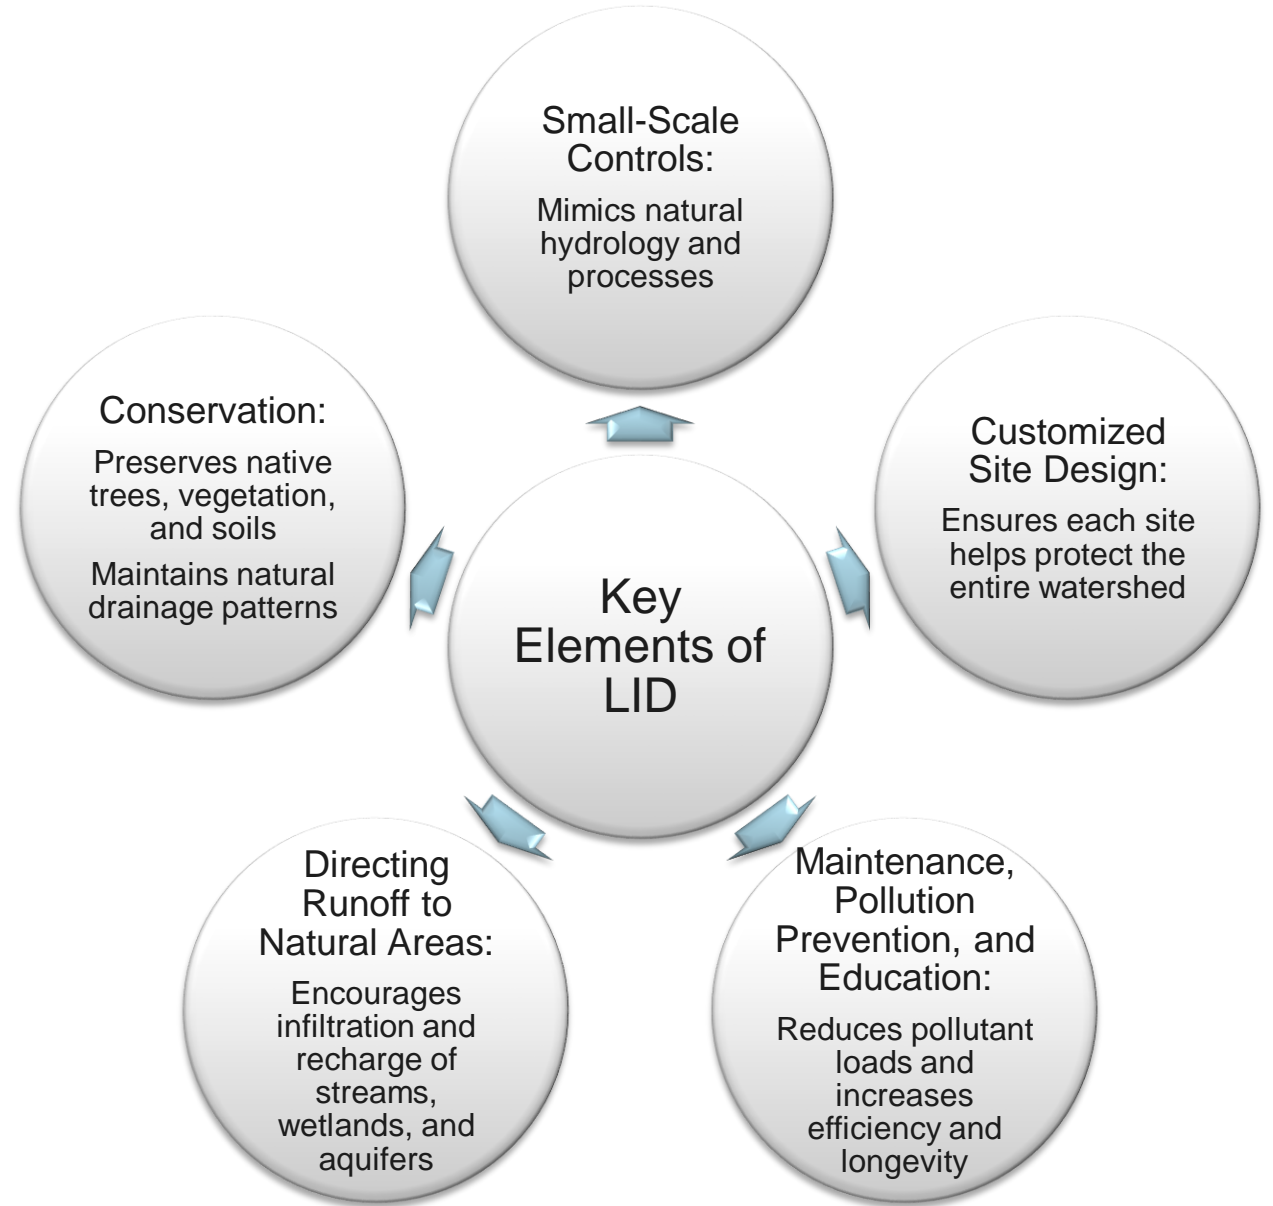 Small-Scale
Controls:
Mimics natural
hydrology and
processes
Conservation:
Preserves native
trees, vegetation,
and soils
Maintains natural
drainage patterns
Customized
Site Design:
Ensures each site
helps protect the
entire watershed
Key
Elements of
LID
Directing
Runoff to
Natural Areas:
Encourages
infiltration and
recharge of
streams,
wetlands, and
aquifers
Maintenance,
Pollution
Prevention, and
Education:
Reduces pollutant
loads and
increases
efficiency and
longevity